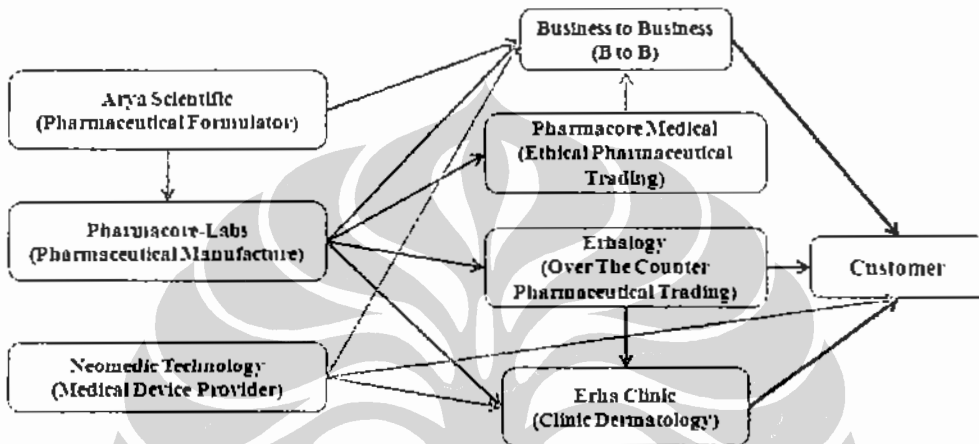 Business to Business
(B to B)
Arya Scientific
(Pharmaceutical Formulator)
Pharmacore Medical
(Ethical Pharmaceutical
Trading)
Pharmacore-Labs
(Pharmaceutical Manufacture)
Erhalogy
(Over The Counter
Pharmaceutical Trading)
Customer
Neomedic Technology
(Medical Device Provider)
Erha Clinic
(Clinic Dermatology)